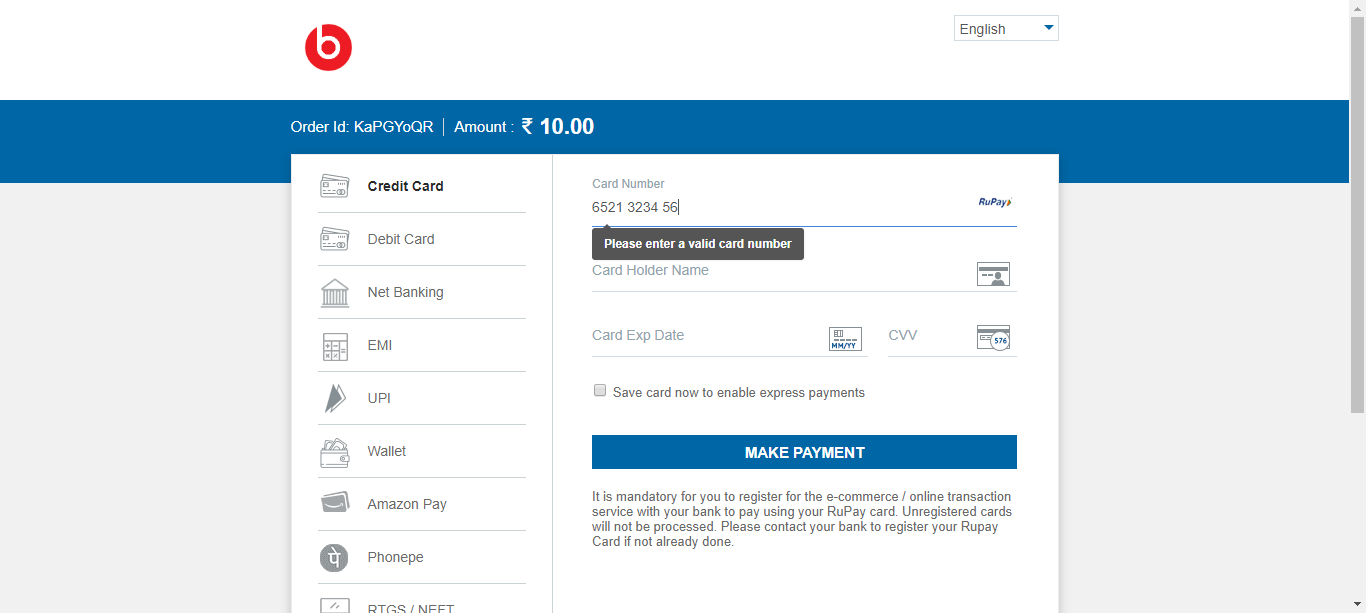 b
English
Order Id: KaPGYoQR Amount : ₹ 10.00
Credit Card
Debit Card
Net Banking
EMI
UPI
Wallet
Amazon Pay
पे
Phonepe
RTGS / NEFT
Card Number
6521 3234 56
RuPay
Please enter a valid card number
Card Holder Name
Card Exp Date
MM/YY
CVV
576
Save card now to enable express payments
MAKE PAYMENT
It is mandatory for you to register for the e-commerce / online transaction
service with your bank to pay using your RuPay card. Unregistered cards
will not be processed. Please contact your bank to register your Rupay
Card if not already done.